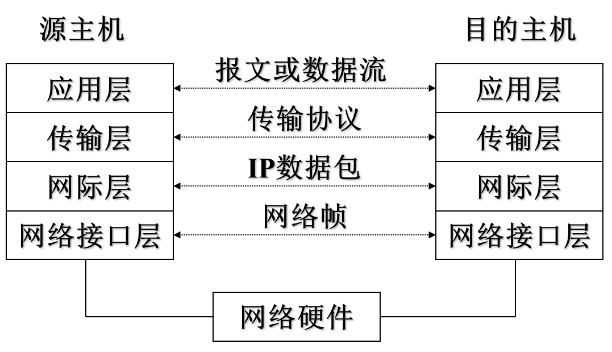 源主机 目的主机
应用层 报文或数据流 应用层
传输层 传输协议 传输层
网际层 IP数据包 网际层
网络接口层 网络帧 网络接口层
网络硬件